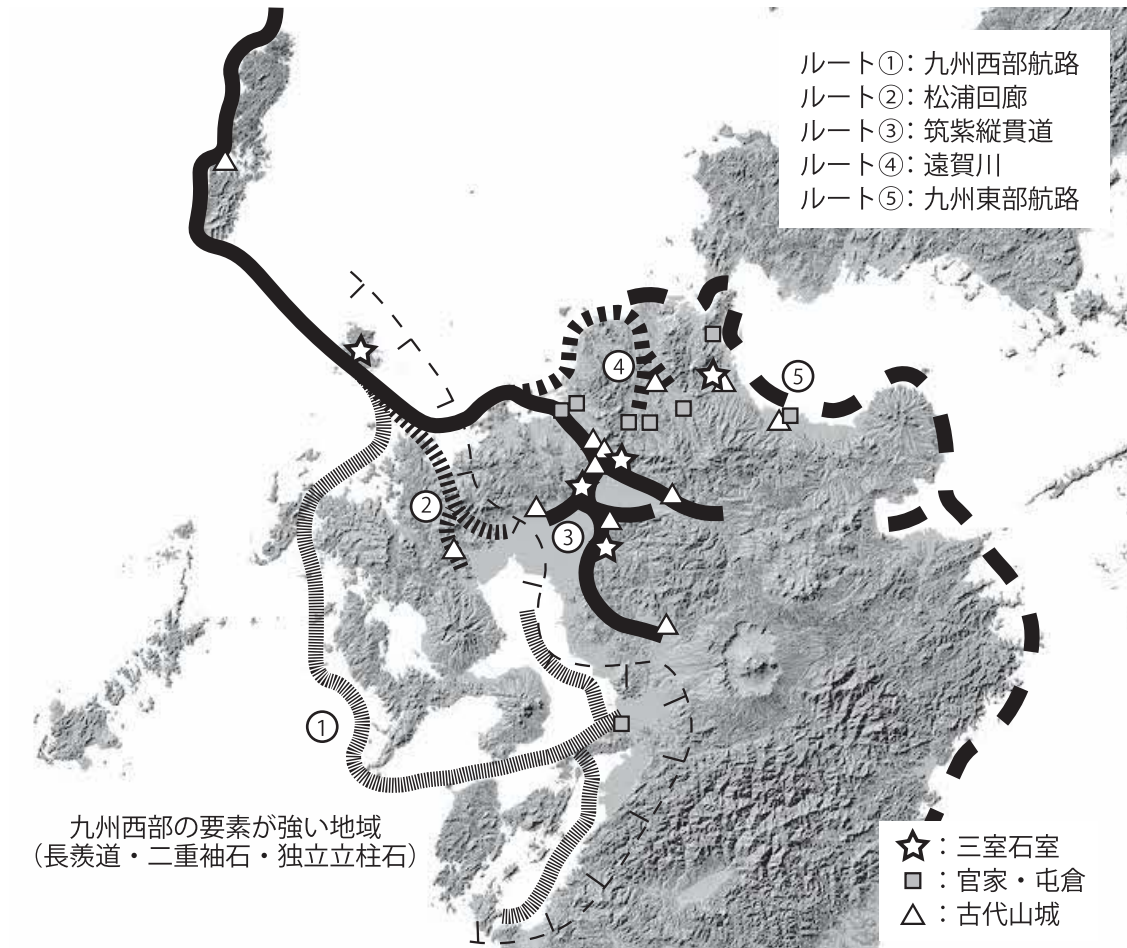 ルート①：九州西部航路
ルート②：松浦回廊
ルート③：筑紫縦貫道
ルート④：遠賀川
ルート⑤：九州東部航路
④
⑤
②
③
①
九州西部の要素が強い地域
（長羨道・二重袖石・独立立柱石）
：三室石室
：官家・屯倉
：古代山城